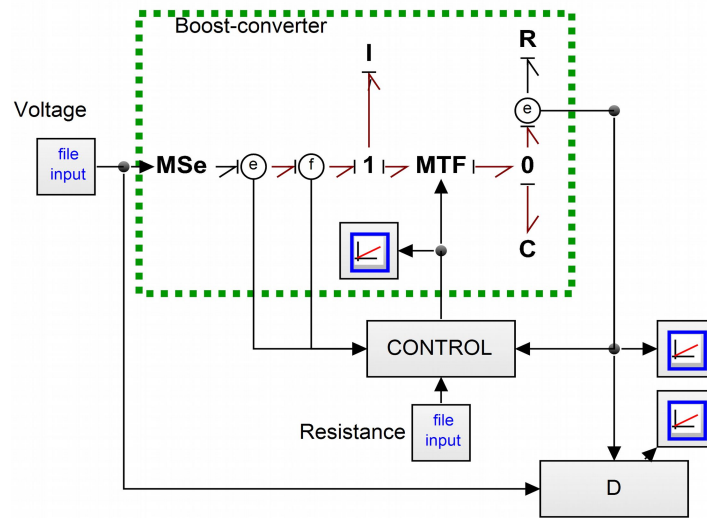 Boost-converter
R
I
Voltage
e
file
input
MSe
e
f
1
MTF
0
C
CONTROL
Resistance
file
input
D